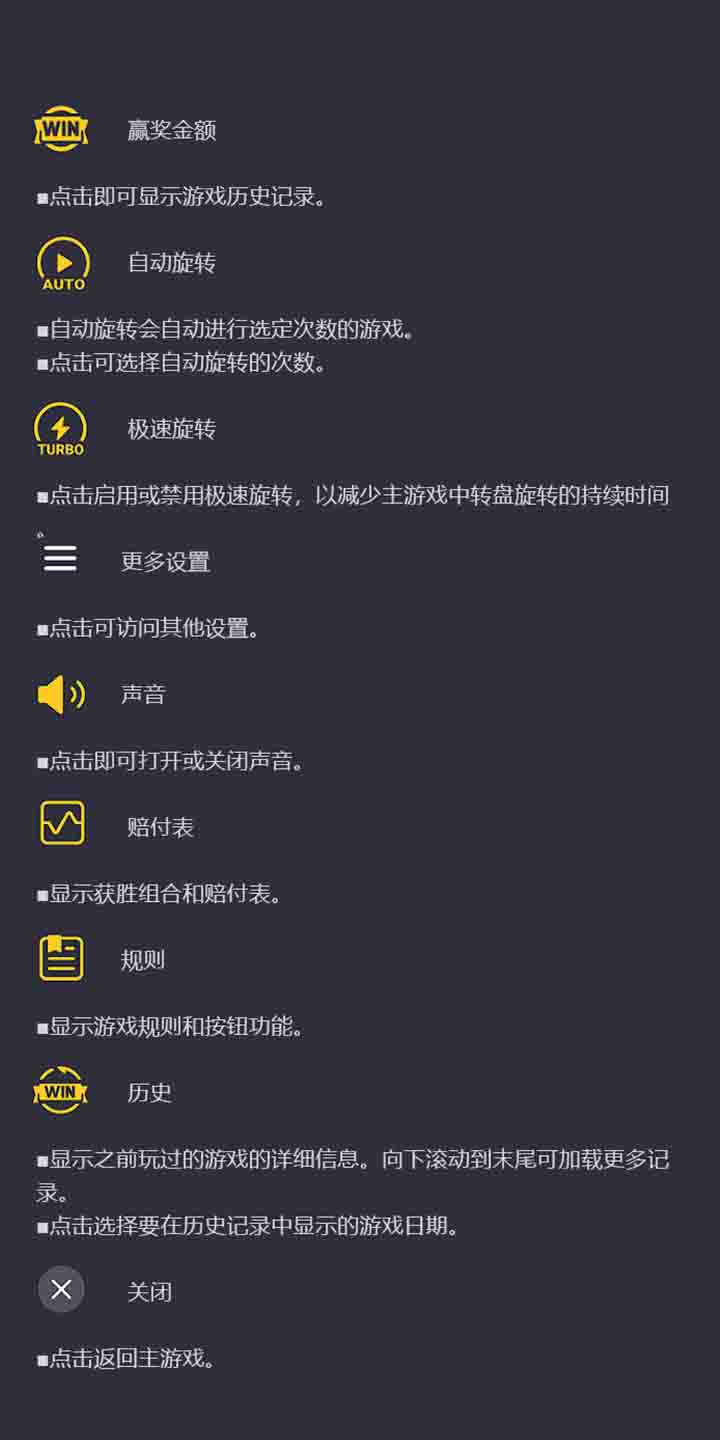 WIN 赢奖金额
■点击即可显示游戏历史记录。
AUTO 自动旋转
■自动旋转会自动进行选定次数的游戏。
■点击可选择自动旋转的次数。
TURBO 极速旋转
■点击启用或禁用极速旋转，以减少主游戏中转盘旋转的持续时间
。
更多设置
■点击可访问其他设置。
声音
■点击即可打开或关闭声音。
赔付表
■显示获胜组合和赔付表。
规则
■显示游戏规则和按钮功能。
WIN 历史
■显示之前玩过的游戏的详细信息。向下滚动到末尾可加载更多记
录。
■点击选择要在历史记录中显示的游戏日期。
关闭
■点击返回主游戏。